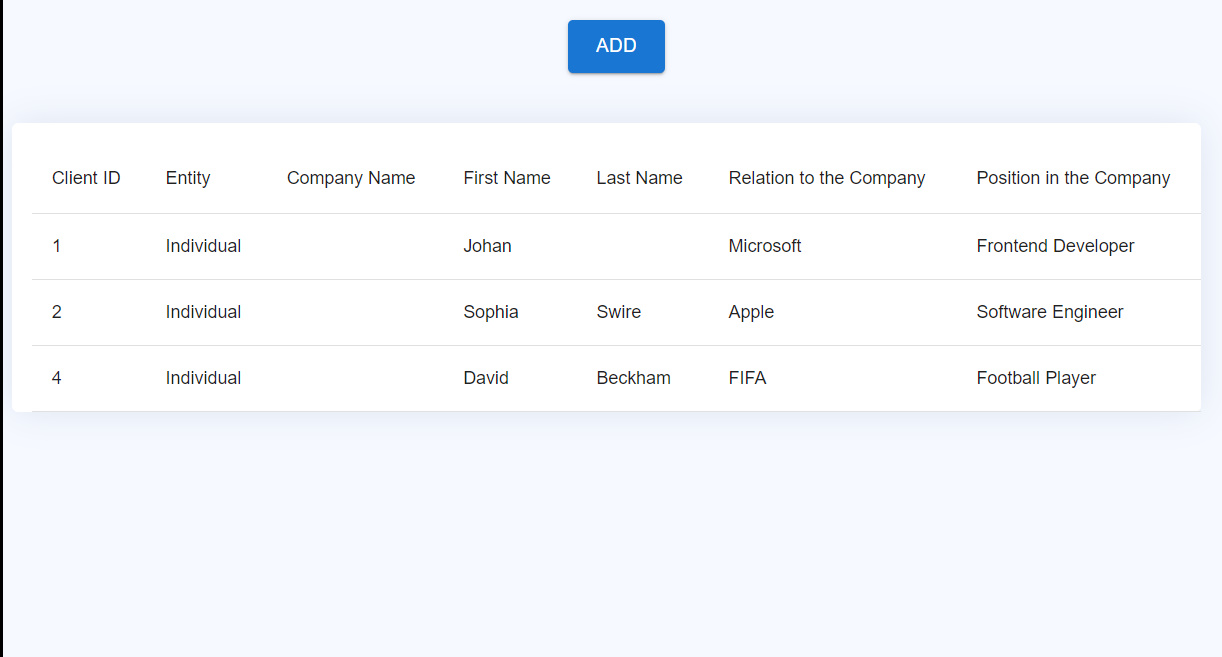 ADD
Client ID Entity Company Name First Name Last Name Relation to the Company Position in the Company
1 Individual Johan Microsoft Frontend Developer
2 Individual Sophia Swire Apple Software Engineer
4 Individual David Beckham FIFA Football Player